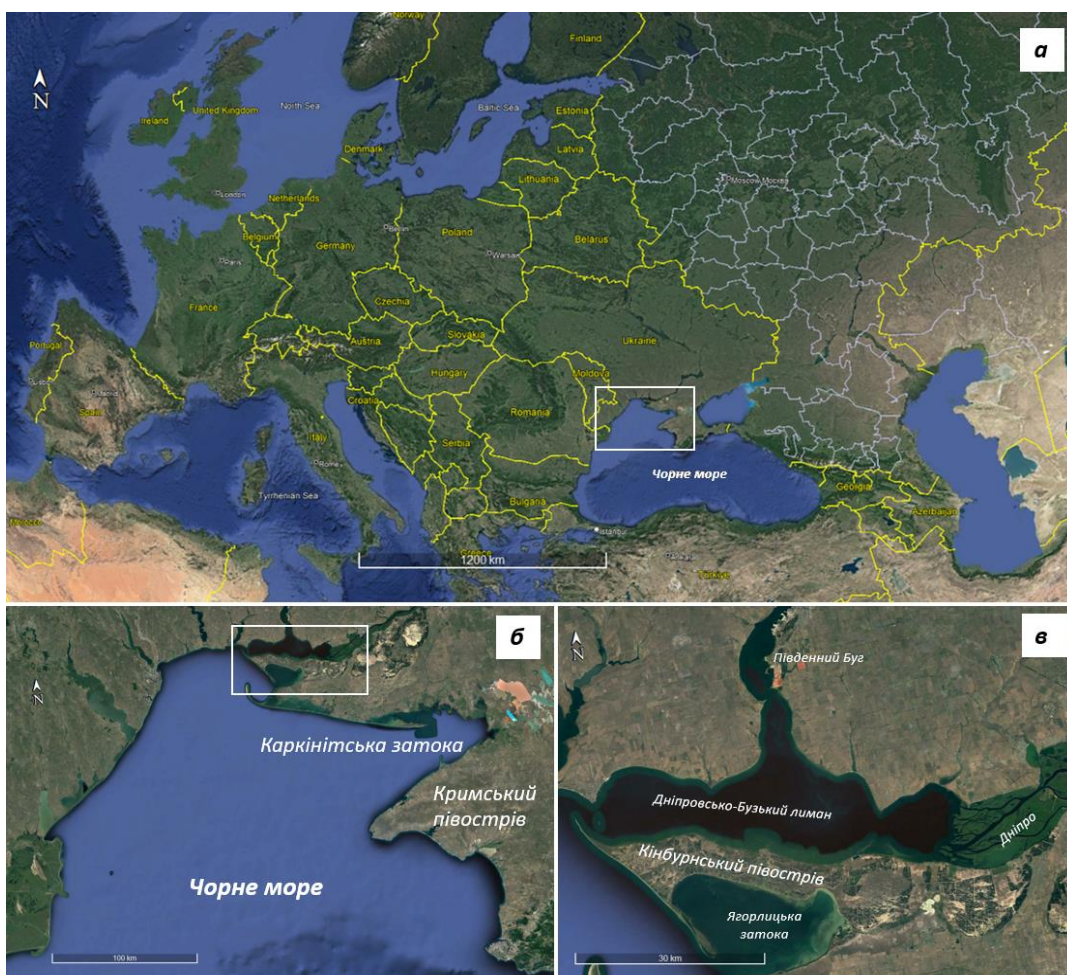 Norway
Finland
а
N
United Kingdom
North Sea
Baltic Sea
Estonia
Ireland
Latvia
Denmark
Lithuania
Moscow Москва
London
Netherlands
Belarus
Belgium
Germany
Berlin
Poland
Warsaw
Paris
Czechia
France
Slovakia
Ukraine
Austria
Moldova
Hungary
Portugal
Croatia
Romania
Spain
Italy
Serbia
Rome
Чорне море
Georgia
Tyrrhenian Sea
Bulgaria
Azerbaijan
Istanbul
Greece
1200 km
Türkiye
б
N
Каркінітська затока
Кримський
півострів
Чорне море
100 km
в
N
Південний Буг
Дніпровсько-Бузький лиман
Дніпро
Кінбурнський півострів
Ягорлицька
затока
30 km